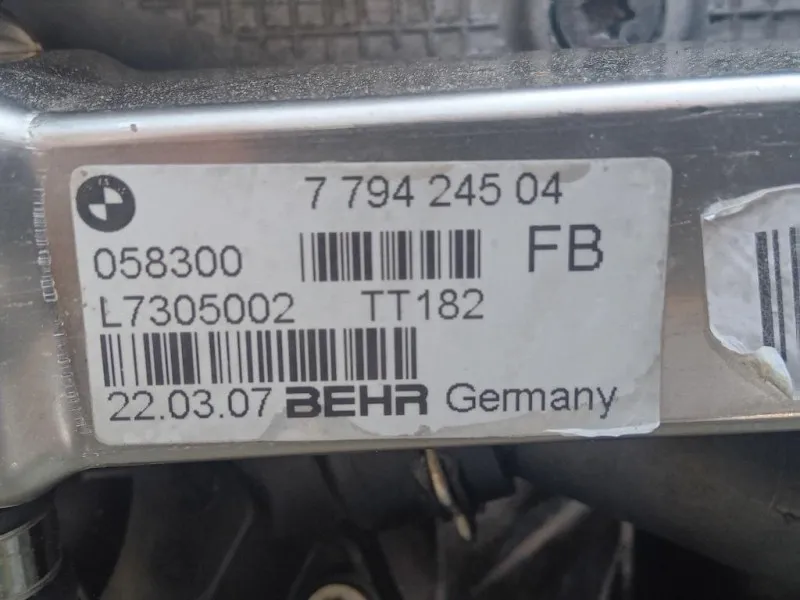 7 794 245 04
058300 FB
L7305002 TT182
22.03.07 BEHR Germany